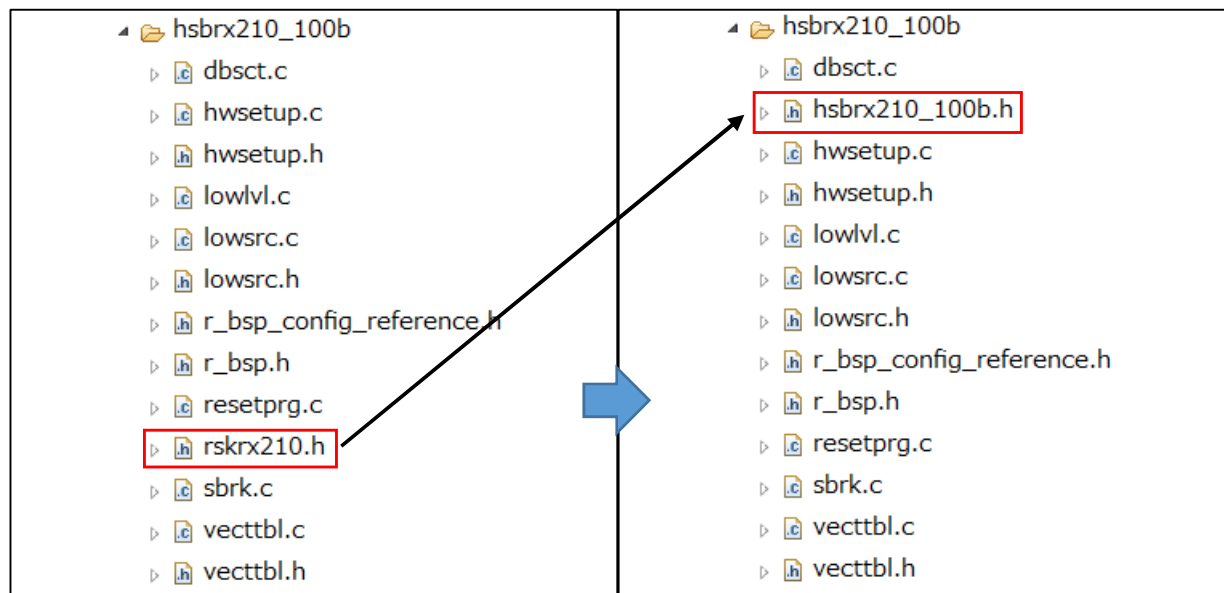 hsbrx210_100b
dbsct.c
hwsetup.c
hwsetup.h
lowlvl.c
lowsrc.c
lowsrc.h
r_bsp_config_reference.h
r_bsp.h
resetprg.c
rskrx210.h
sbrk.c
vecttbl.c
vecttbl.h
hsbrx210_100b
dbsct.c
hsbrx210_100b.h
hwsetup.c
hwsetup.h
lowlvl.c
lowsrc.c
lowsrc.h
r_bsp_config_reference.h
r_bsp.h
resetprg.c
sbrk.c
vecttbl.c
vecttbl.h